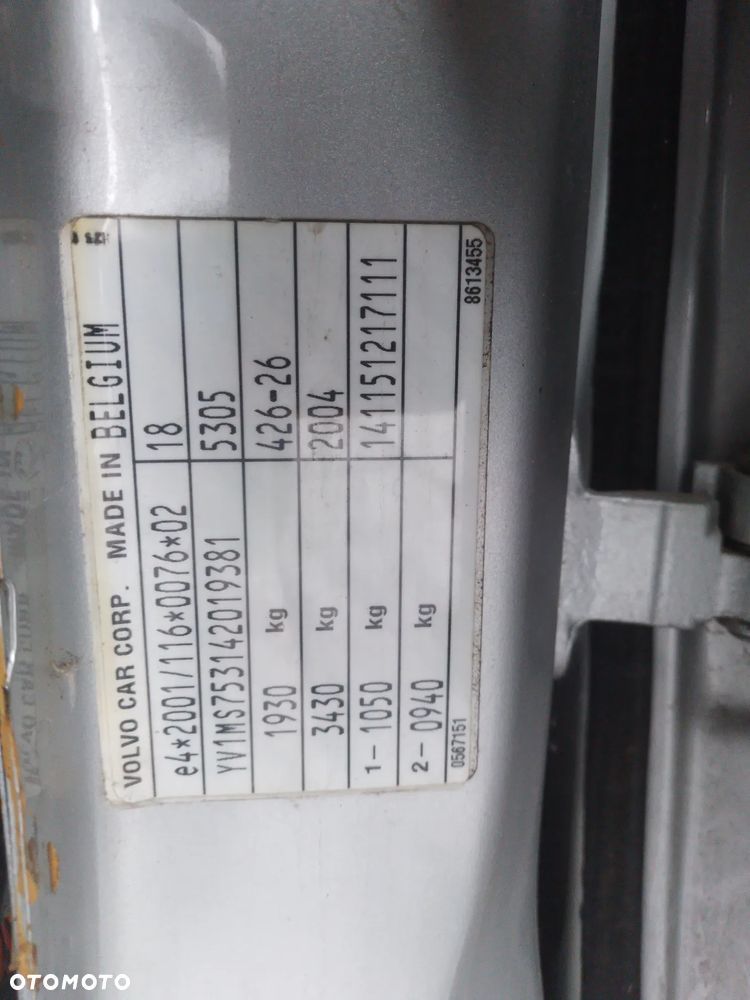 VOLVO CAR CORP. MADE IN BELGIUM
e4*2001/116*0076*02 18
YV1MS753142019381 5305
1930 kg 426-26
3430 kg 2004
1-1050 kg 141151217111
2-0940 kg
0567151 8613455
OTOMOTO